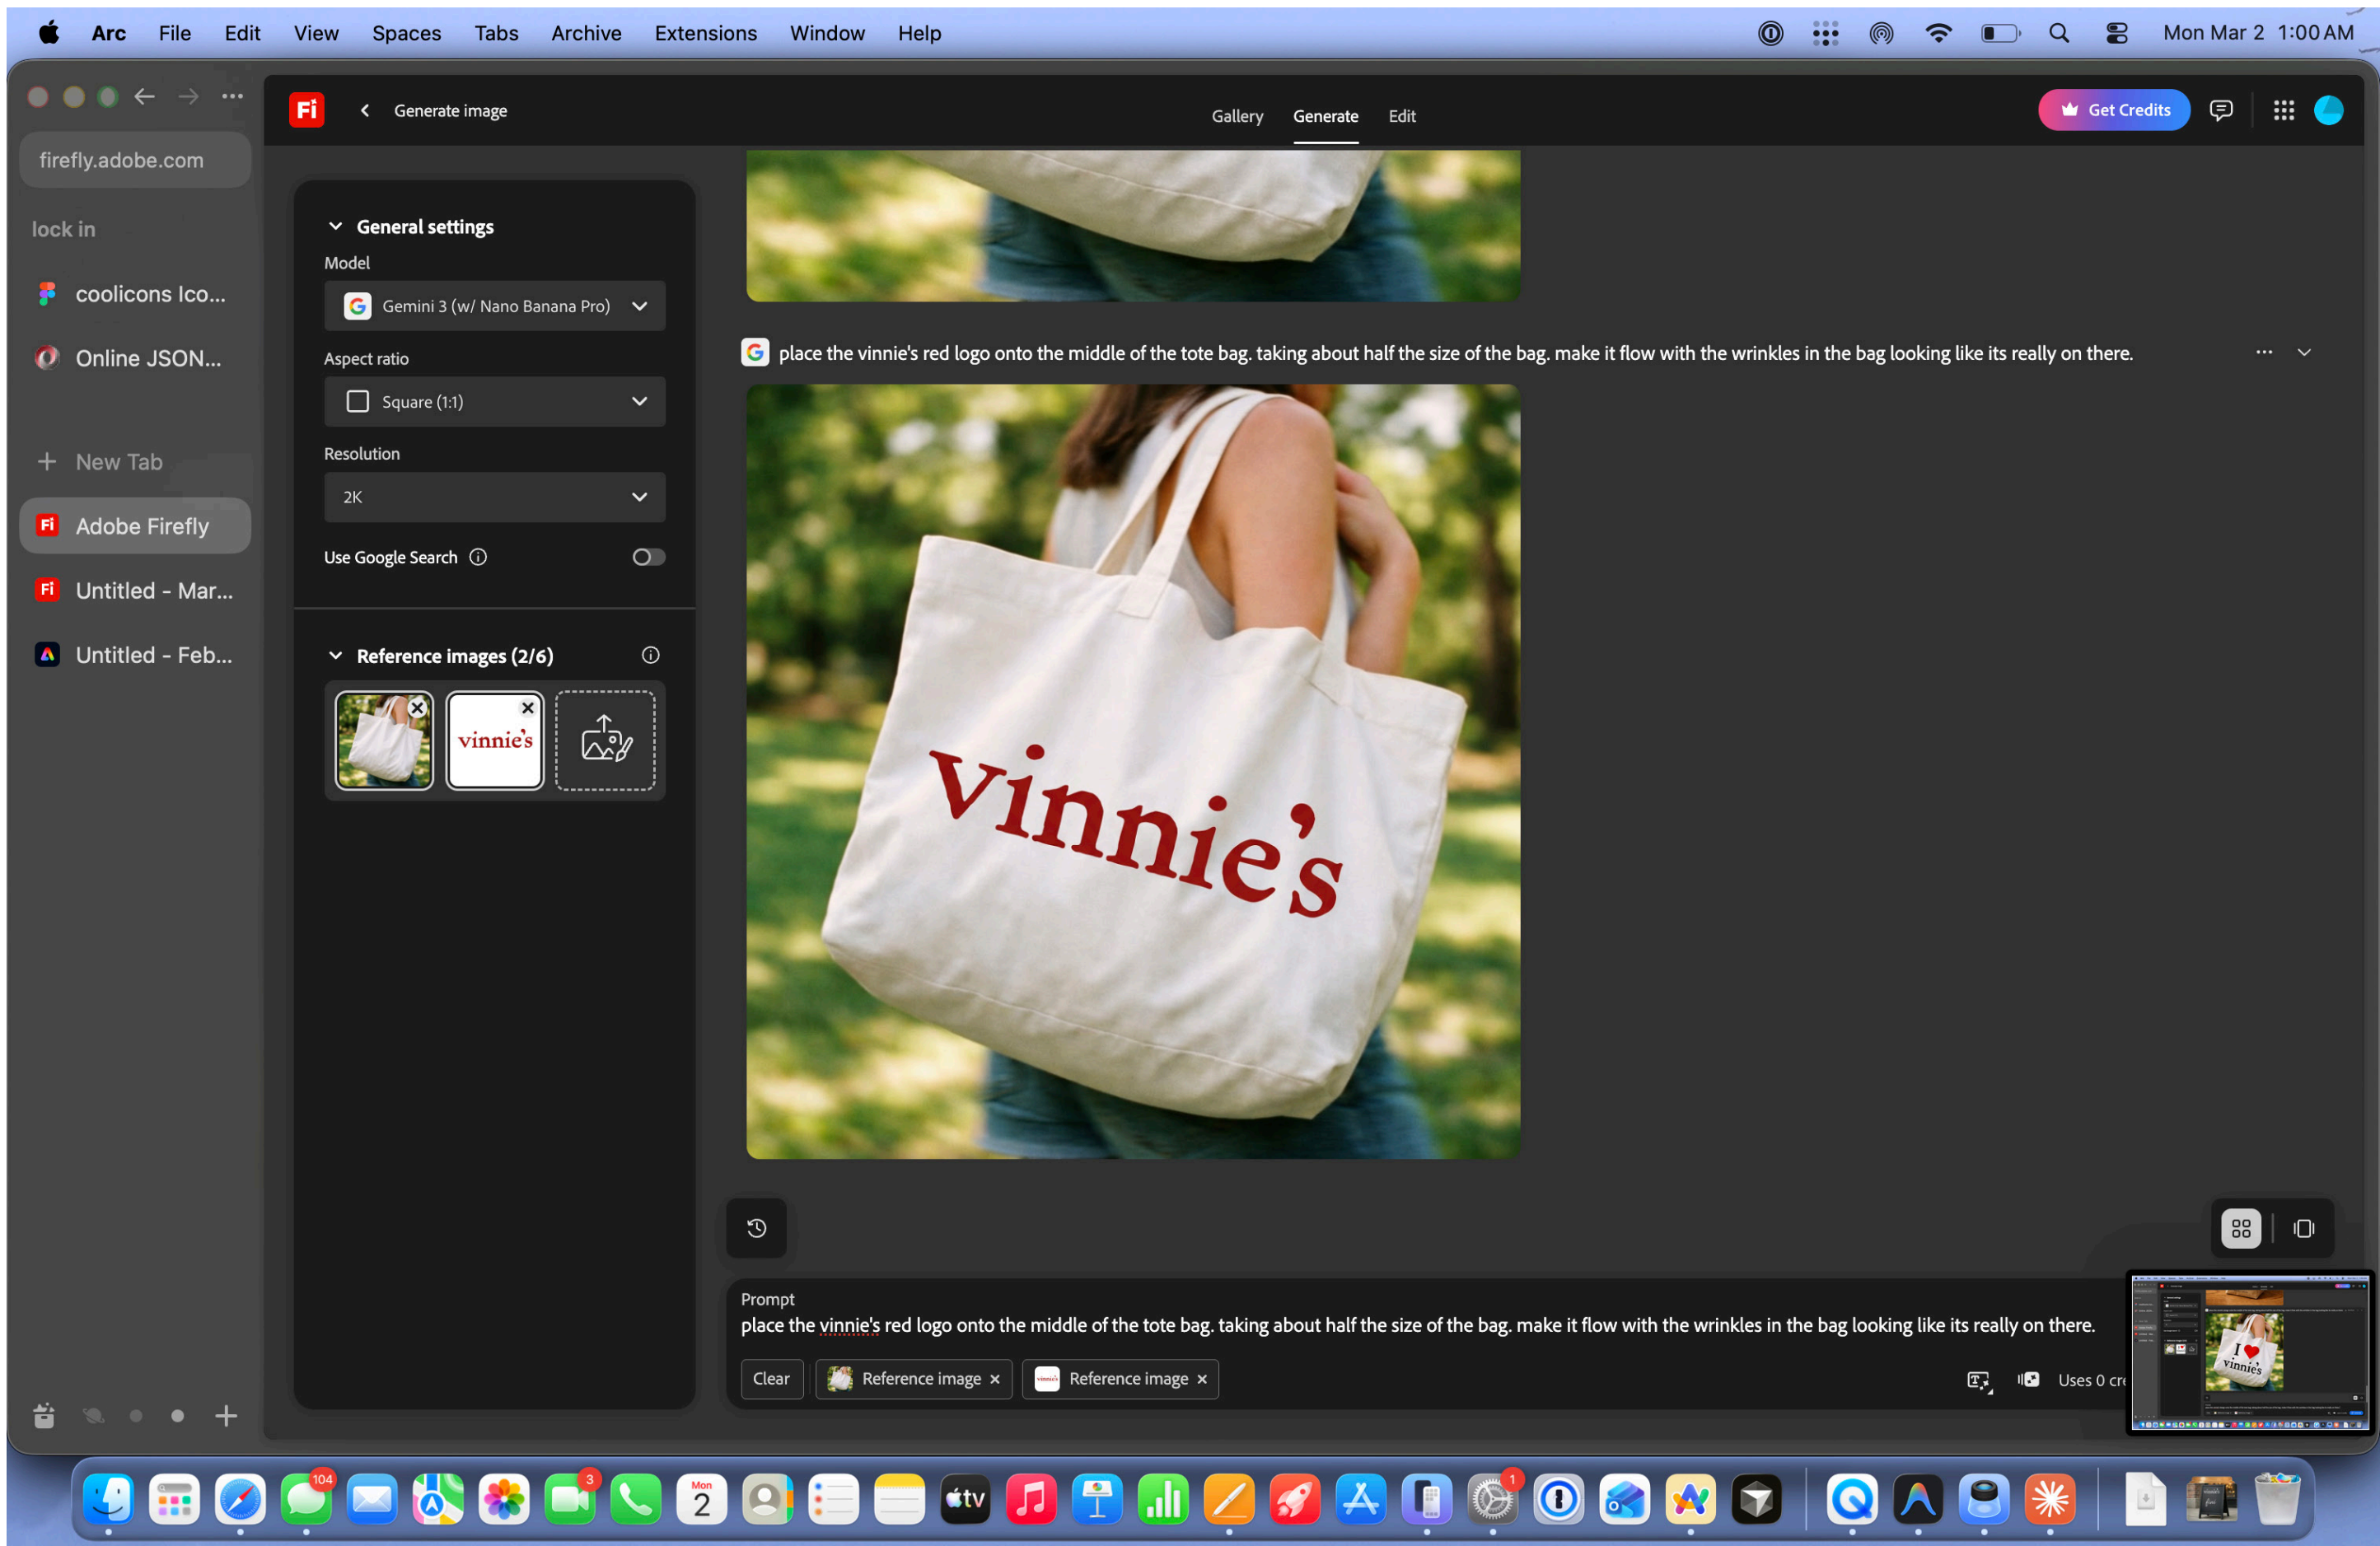 Arc File Edit View Spaces Tabs Archive Extensions Window Help Mon Mar 2 1:00 AM
firefly.adobe.com
lock in
coolicons Ico...
Online JSON...
New Tab
Adobe Firefly
Untitled - Mar...
Untitled - Feb...
Generate image
Gallery Generate Edit
Get Credits
General settings
Model
Gemini 3 (w/ Nano Banana Pro)
Aspect ratio
Square (1:1)
Resolution
2K
Use Google Search
Reference images (2/6)
vinnie's
place the vinnie's red logo onto the middle of the tote bag. taking about half the size of the bag. make it flow with the wrinkles in the bag looking like its really on there.
vinnie's
Prompt
place the vinnie's red logo onto the middle of the tote bag. taking about half the size of the bag. make it flow with the wrinkles in the bag looking like its really on there.
Clear Reference image Reference image
Uses 0 cre
I
vinnie's
104
3
Mon
2
tv
1